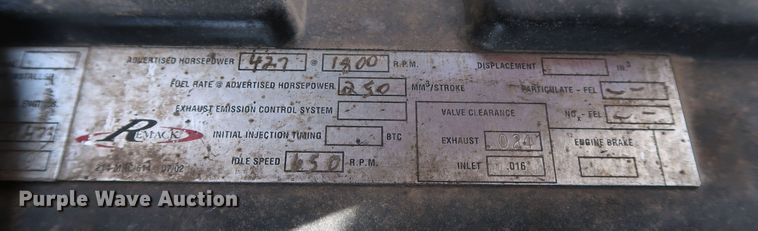 ADVERTISED HORSEPOWER 427 @ 1800 R.P.M. DISPLACEMENT IN³
FUEL RATE @ ADVERTISED HORSEPOWER 250 MM³/STROKE PARTICULATE - FEL
EXHAUST EMISSION CONTROL SYSTEM VALVE CLEARANCE NOx - FEL
REMACK INITIAL INJECTION TIMING BTC EXHAUST .024 ENGINE BRAKE
IDLE SPEED 650 R.P.M. INLET .016
Purple Wave Auction